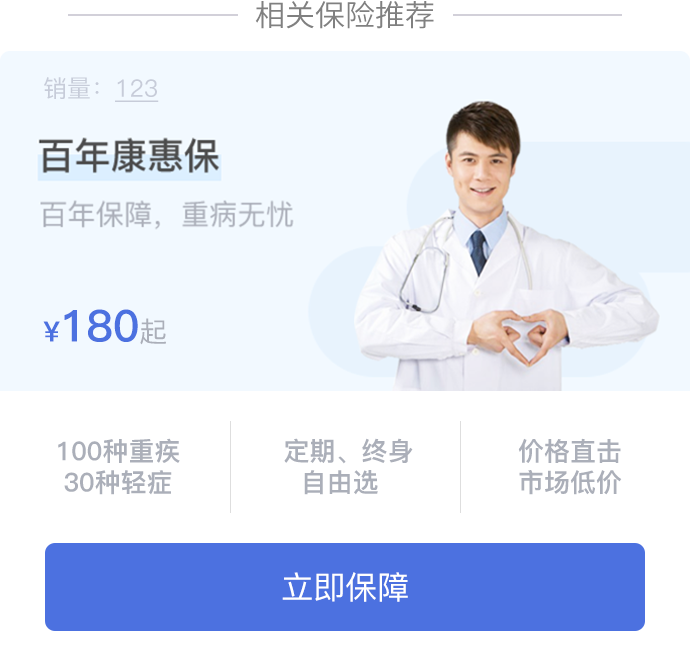 相关保险推荐
销量：123
百年康惠保
百年保障，重病无忧
¥180起
100种重疾
30种轻症
定期、终身
自由选
价格直击
市场低价
立即保障